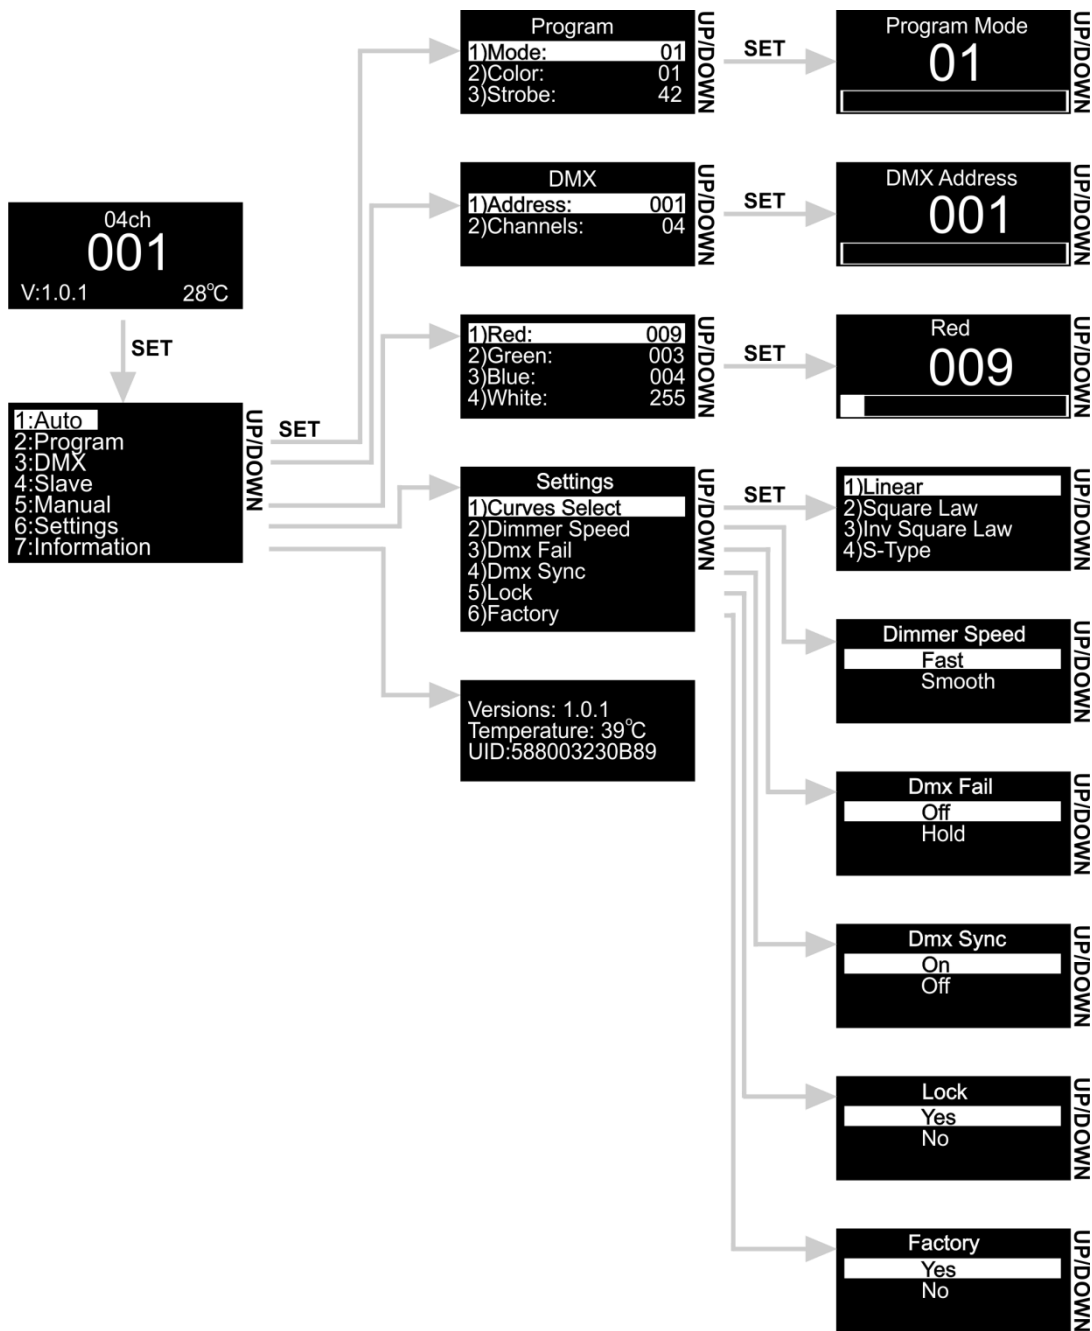 04ch
001
V:1.0.1 28°C
SET
1:Auto
2:Program
3:DMX
4:Slave
5:Manual
6:Settings
7:Information
UP/DOWN
SET
Program
1)Mode: 01
2)Color: 01
3)Strobe: 42
UP/DOWN
SET
Program Mode
01
UP/DOWN
DMX
1)Address: 001
2)Channels: 04
UP/DOWN
SET
DMX Address
001
UP/DOWN
1)Red: 009
2)Green: 003
3)Blue: 004
4)White: 255
UP/DOWN
SET
Red
009
UP/DOWN
Settings
1)Curves Select
2)Dimmer Speed
3)Dmx Fail
4)Dmx Sync
5)Lock
6)Factory
UP/DOWN
SET
1)Linear
2)Square Law
3)Inv Square Law
4)S-Type
UP/DOWN
Dimmer Speed
Fast
Smooth
UP/DOWN
Dmx Fail
Off
Hold
UP/DOWN
Dmx Sync
On
Off
UP/DOWN
Lock
Yes
No
UP/DOWN
Factory
Yes
No
UP/DOWN
Versions: 1.0.1
Temperature: 39°C
UID:588003230B89